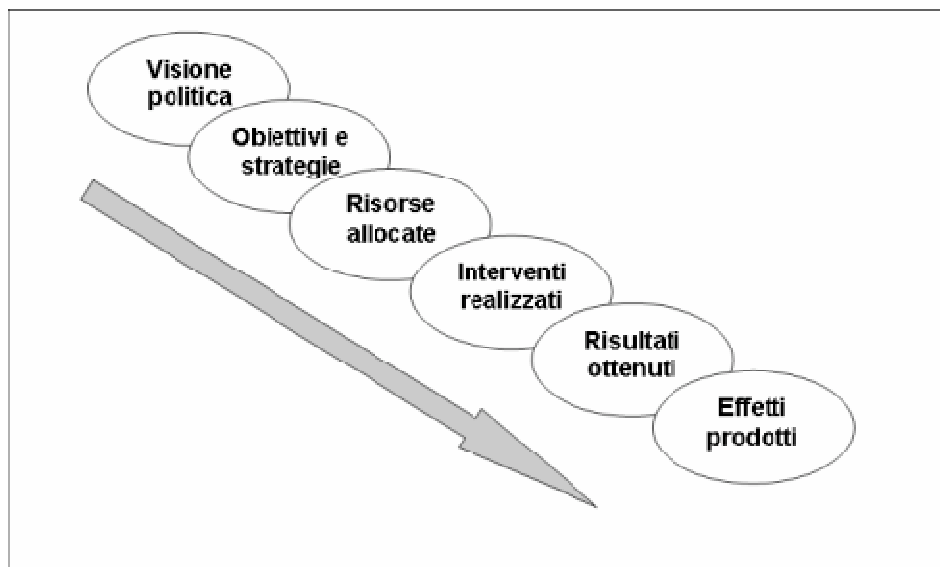 Visione
politica
Obiettivi e
strategie
Risorse
allocate
Interventi
realizzati
Risultati
ottenuti
Effetti
prodotti